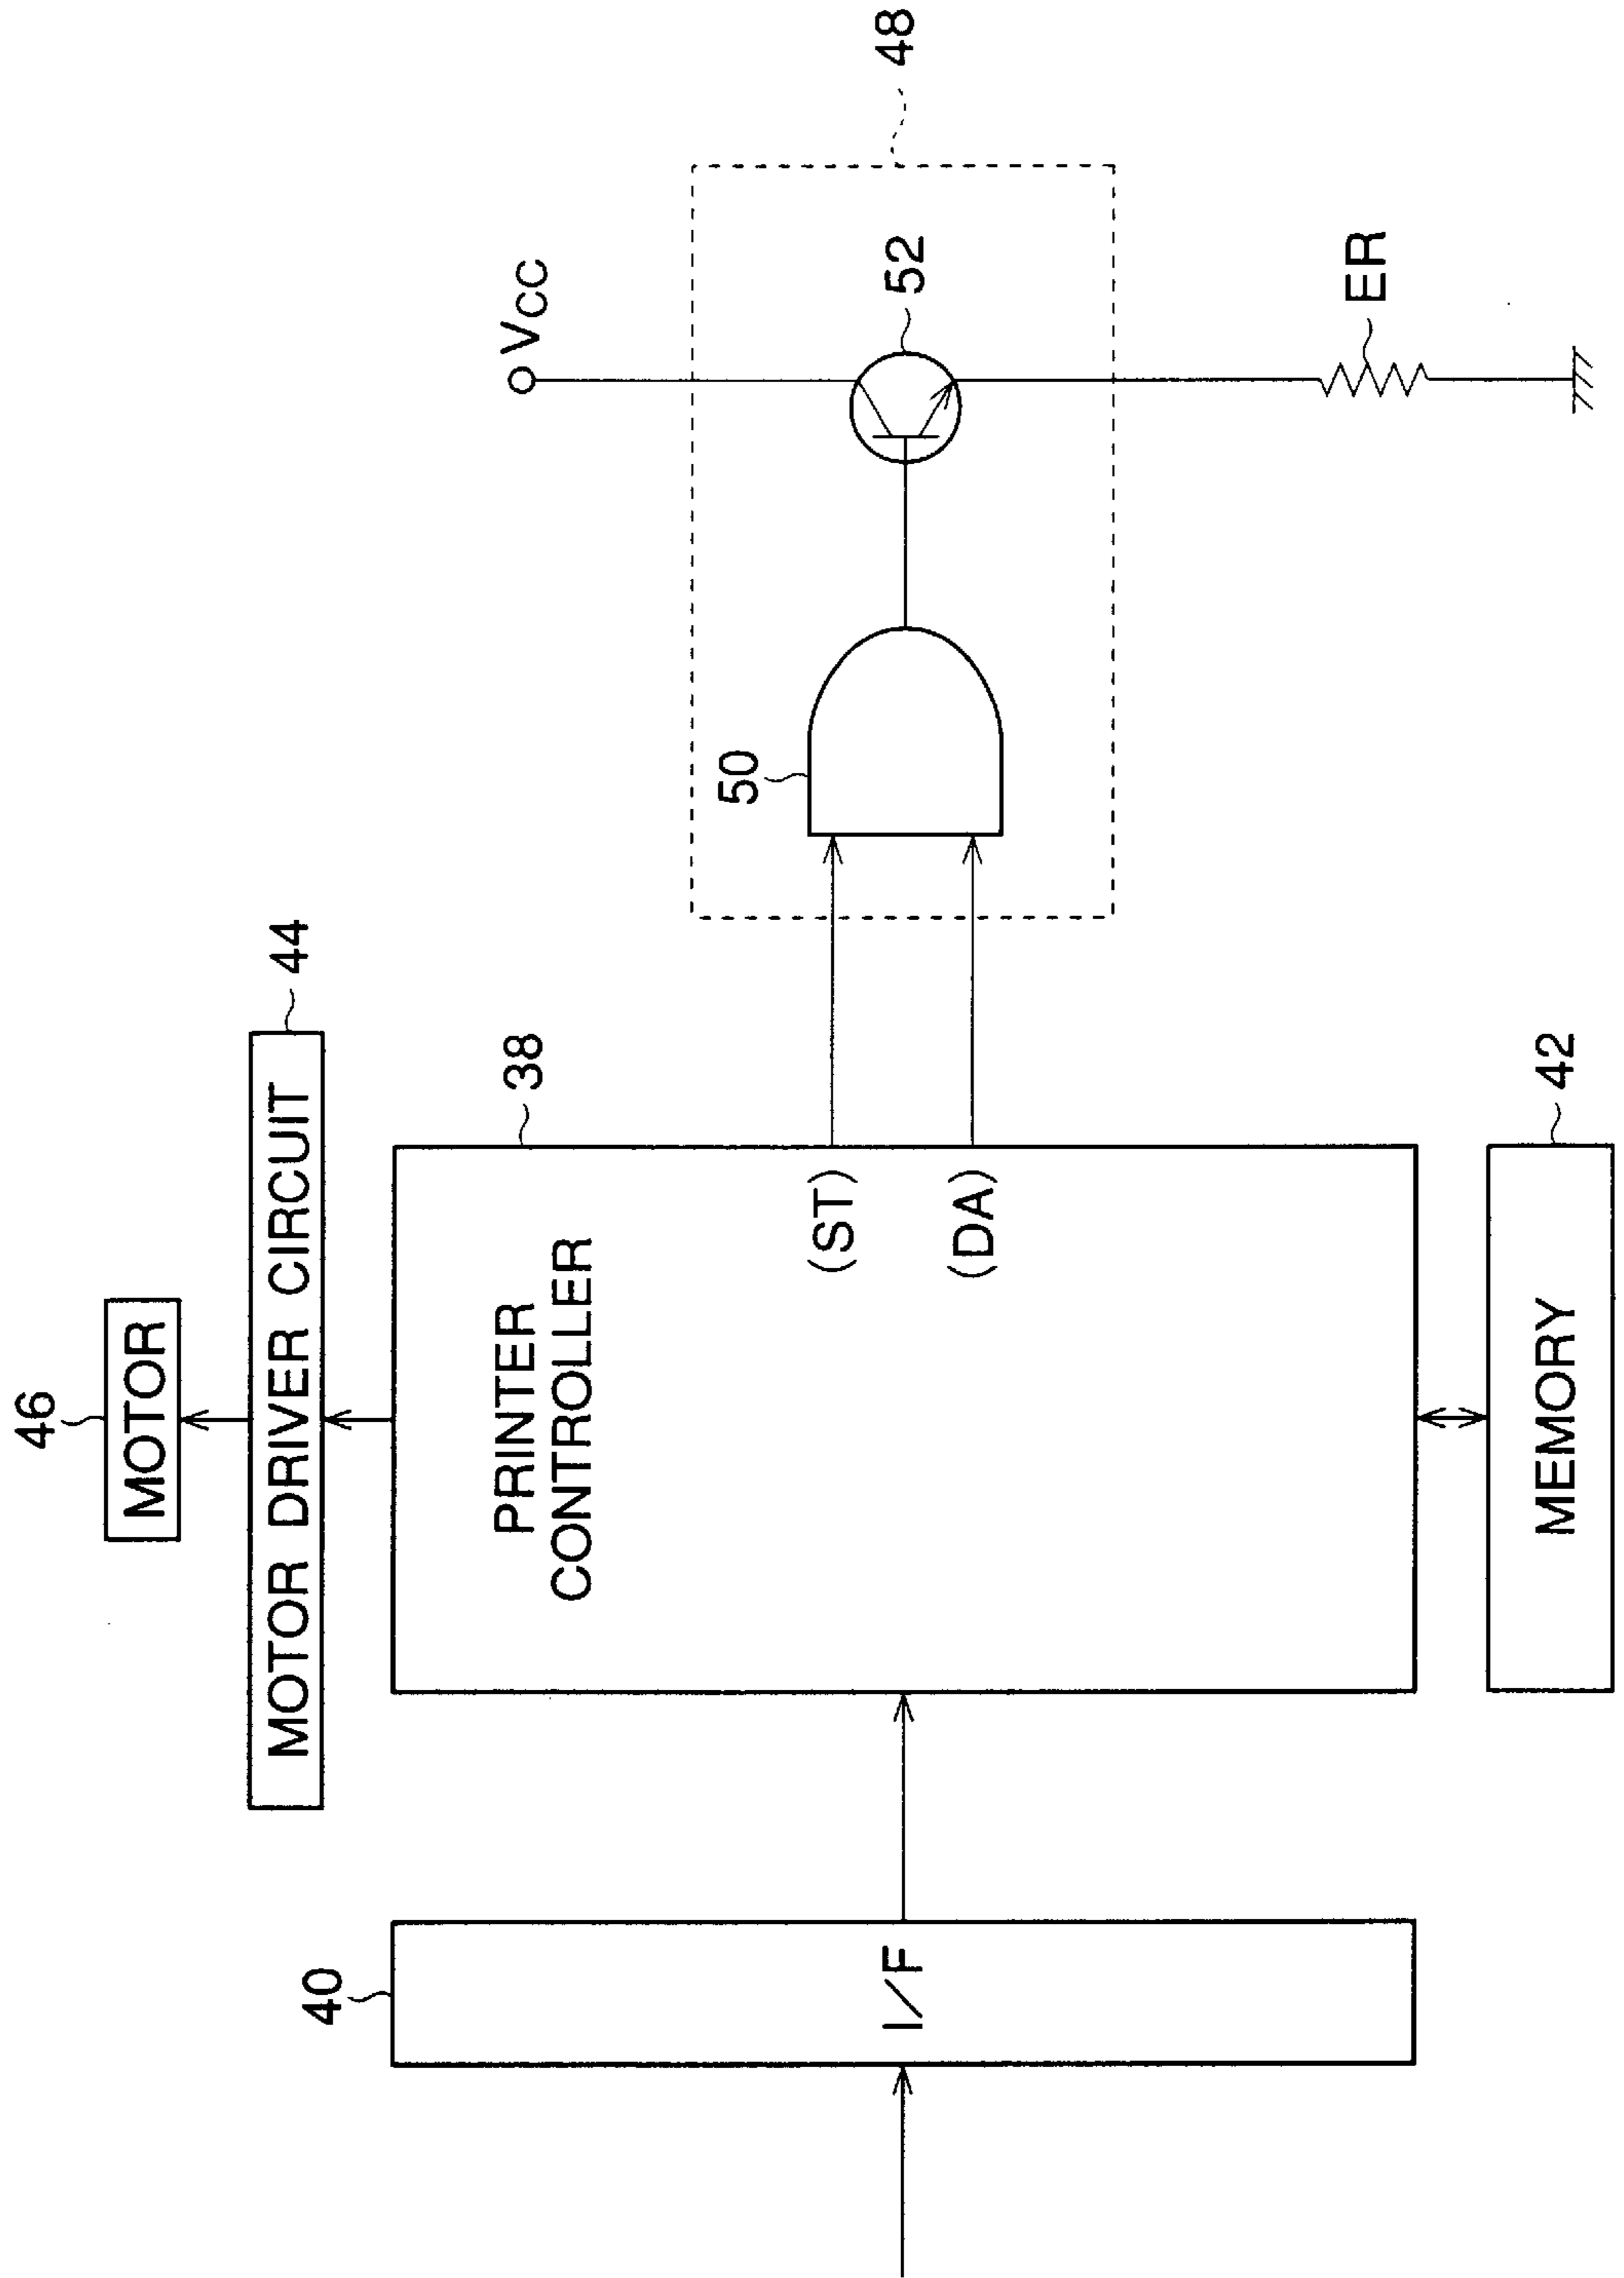 46
MOTOR
44
MOTOR DRIVER CIRCUIT
40
I/F
38
PRINTER
CONTROLLER
(ST)
(DA)
42
MEMORY
50
48
52
Vcc
ER